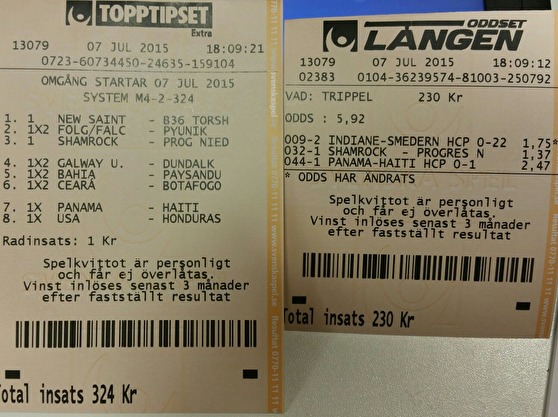 TOPPTIPSET
Extra
13079 07 JUL 2015 18:09:21
0723-60734450-24635-159104
OMGÅNG STARTAR 07 JUL 2015
SYSTEM M4-2-324
1. 1 NEW SAINT - B36 TORSH
2. 1X2 FOLG/FALC - PYUNIK
3. 1 SHAMROCK - PROG NIED
4. 1X2 GALWAY U. - DUNDALK
5. 1X2 BAHIA - PAYSANDU
6. 1X2 CEARÁ - BOTAFOGO
7. 1X PANAMA - HAITI
8. 1X USA - HONDURAS
Radinsats: 1 Kr
Spelkvittot är personligt
och får ej överlåtas.
Vinst inlöses senast 3 månader
efter fastställt resultat
Total insats 324 Kr
ODDSET
LÅNGEN
13079 07 JUL 2015 18:09:12
02383 0104-36239574-81003-250792
VAD: TRIPPEL 230 Kr
ODDS : 5,92
009-2 INDIANE-SMEDERN HCP 0-22 1,75*
032-1 SHAMROCK - PROGRES N 1,37
044-1 PANAMA-HAITI HCP 0-1 2,47
* ODDS HAR ÄNDRATS
Spelkvittot är personligt
och får ej överlåtas.
Vinst inlöses senast 3 månader
efter fastställt resultat
Total insats 230 Kr